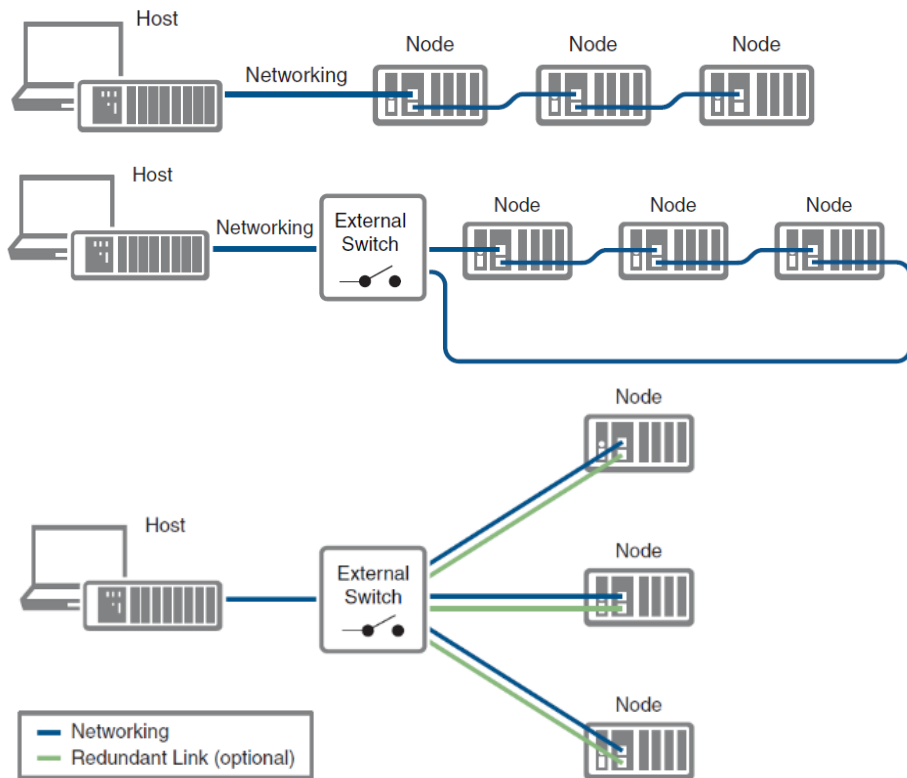 Host
Networking
Node
Node
Node
Host
Networking
External
Switch
Node
Node
Node
Node
Host
External
Switch
Node
Node
Networking
Redundant Link (optional)